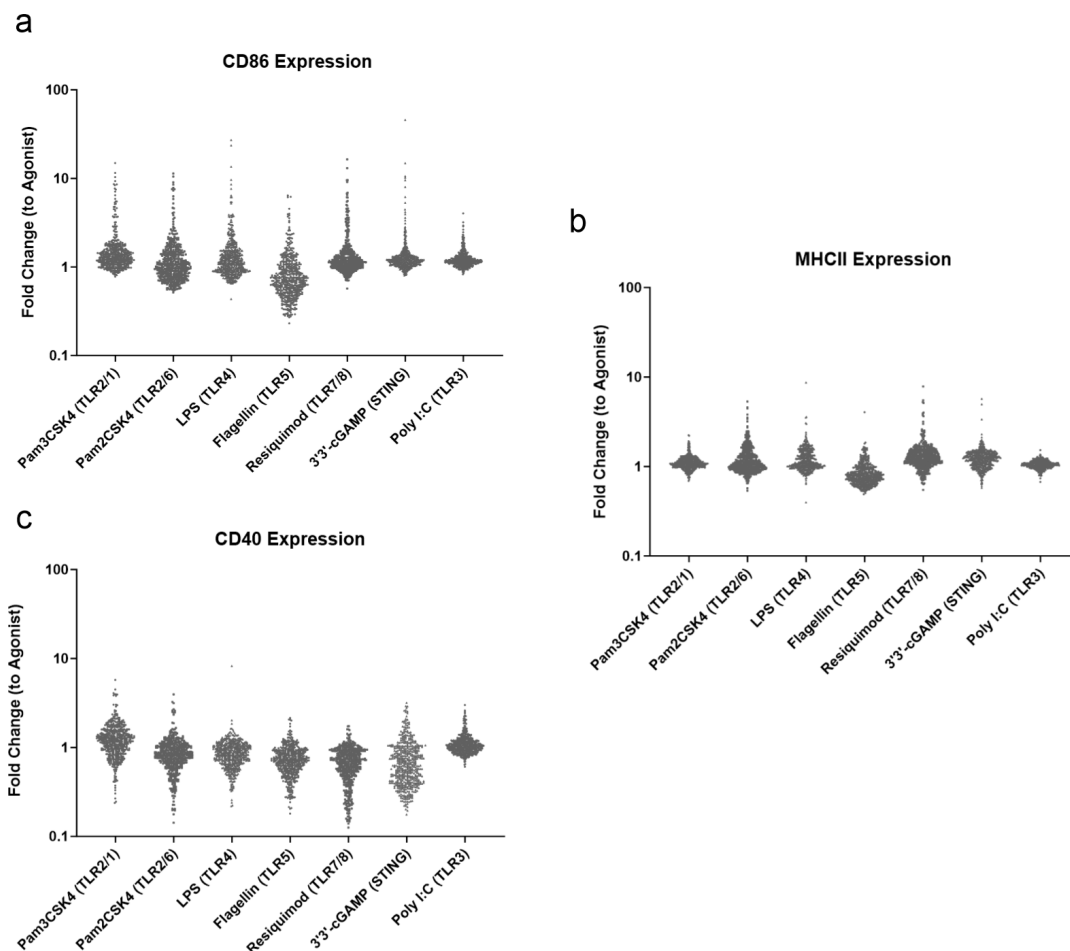 a
CD86 Expression
Fold Change (to Agonist)
100
10
1
0.1
Pam3CSK4 (TLR2/1)
Pam2CSK4 (TLR2/6)
LPS (TLR4)
Flagellin (TLR5)
Resiquimod (TLR7/8)
3'3'-cGAMP (STING)
Poly I:C (TLR3)
b
MHCII Expression
Fold Change (to Agonist)
100
10
1
0.1
Pam3CSK4 (TLR2/1)
Pam2CSK4 (TLR2/6)
LPS (TLR4)
Flagellin (TLR5)
Resiquimod (TLR7/8)
3'3'-cGAMP (STING)
Poly I:C (TLR3)
c
CD40 Expression
Fold Change (to Agonist)
100
10
1
0.1
Pam3CSK4 (TLR2/1)
Pam2CSK4 (TLR2/6)
LPS (TLR4)
Flagellin (TLR5)
Resiquimod (TLR7/8)
3'3'-cGAMP (STING)
Poly I:C (TLR3)